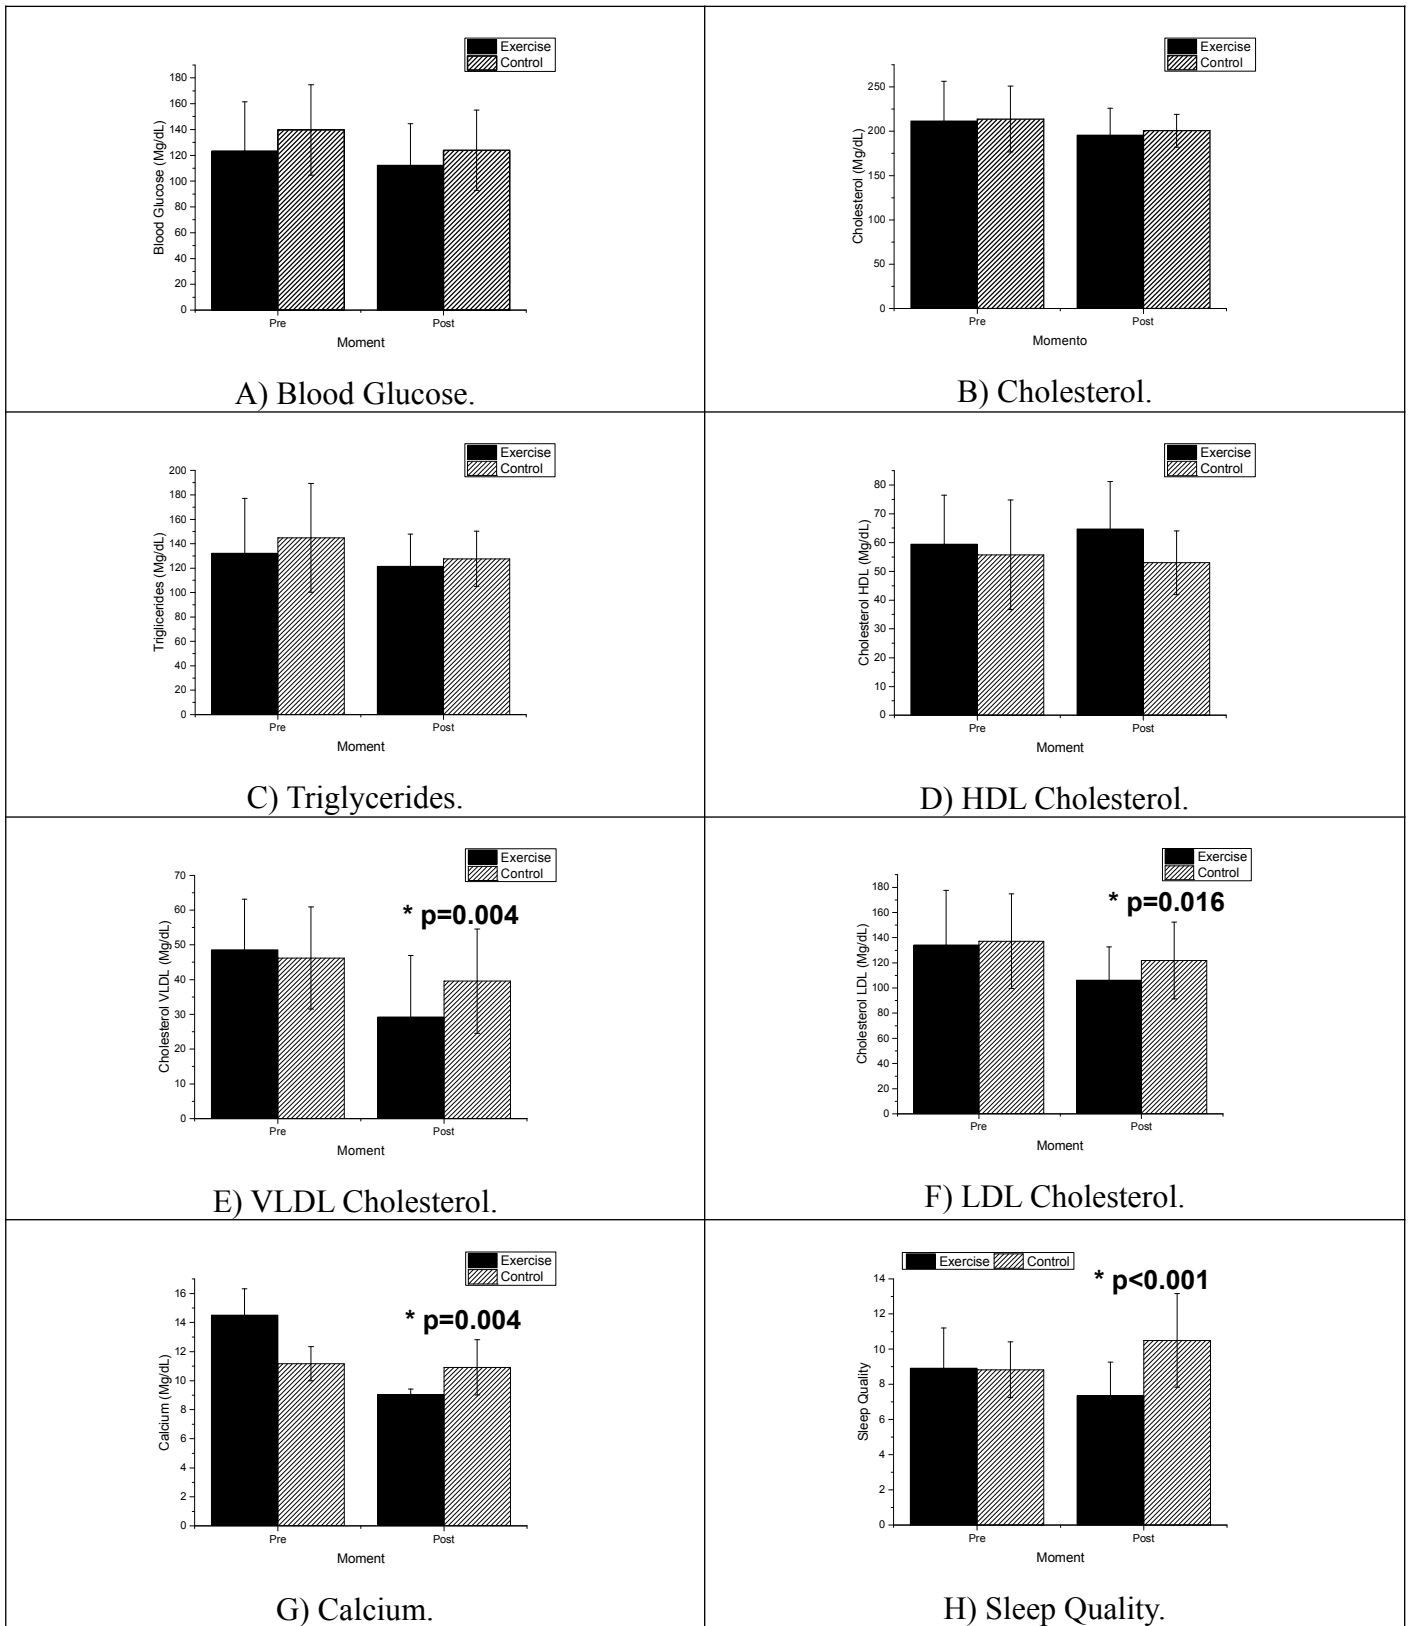 Exercise
Control
180
160
140
120
100
80
60
40
20
0
Blood Glucose (Mg/dL)
Pre
Post
Moment
A) Blood Glucose.
Exercise
Control
250
200
150
100
50
0
Cholesterol (Mg/dL)
Pre
Post
Momento
B) Cholesterol.
Exercise
Control
200
180
160
140
120
100
80
60
40
20
0
Triglicerides (Mg/dL)
Pre
Post
Moment
C) Triglycerides.
Exercise
Control
80
70
60
50
40
30
20
10
0
Cholesterol HDL (Mg/dL)
Pre
Post
Moment
D) HDL Cholesterol.
Exercise
Control
* p=0.004
70
60
50
40
30
20
10
0
Cholesterol VLDL (Mg/dL)
Pre
Post
Moment
E) VLDL Cholesterol.
Exercise
Control
* p=0.016
180
160
140
120
100
80
60
40
20
0
Cholesterol LDL (Mg/dL)
Pre
Post
Moment
F) LDL Cholesterol.
Exercise
Control
* p=0.004
16
14
12
10
8
6
4
2
0
Calcium (Mg/dL)
Pre
Post
Moment
G) Calcium.
Exercise Control
* p<0.001
14
12
10
8
6
4
2
0
Sleep Quality
Pre
Post
Moment
H) Sleep Quality.